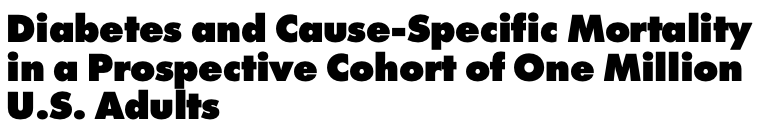 Diabetes and Cause-Specific Mortality
in a Prospective Cohort of One Million
U.S. Adults